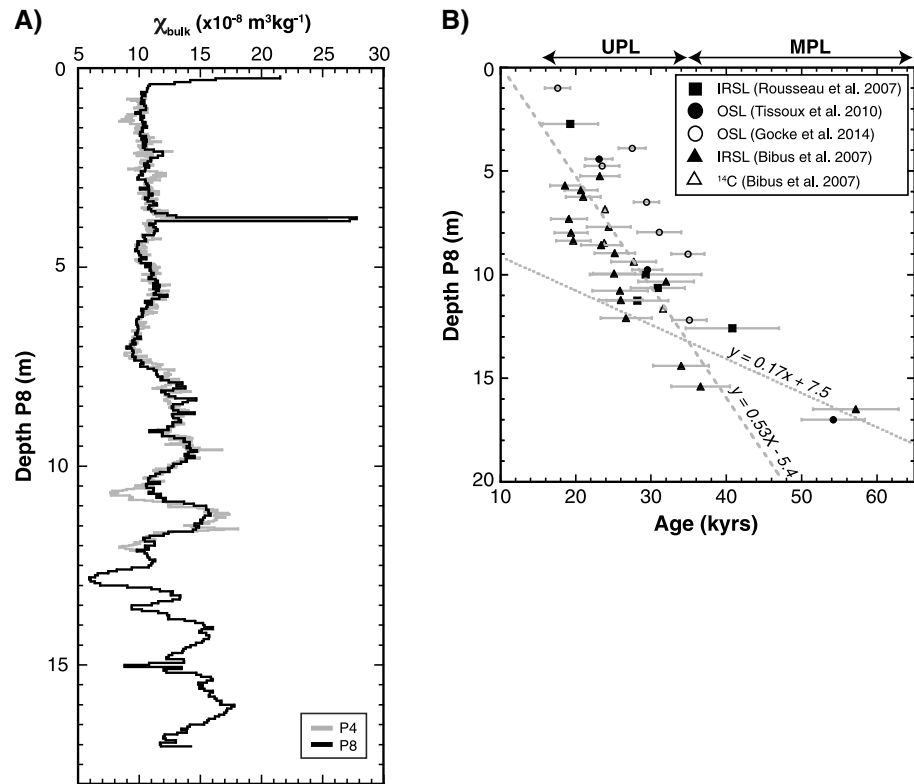 A)
χbulk (x10-8 m3kg-1)
5 10 15 20 25 30
0
5
10
15
Depth P8 (m)
P4
P8
B)
UPL MPL
0
5
10
15
20
Depth P8 (m)
IRSL (Rousseau et al. 2007)
OSL (Tissoux et al. 2010)
OSL (Gocke et al. 2014)
IRSL (Bibus et al. 2007)
14C (Bibus et al. 2007)
y = 0.17x + 7.5
y = 0.53X - 5.4
10 20 30 40 50 60
Age (kyrs)